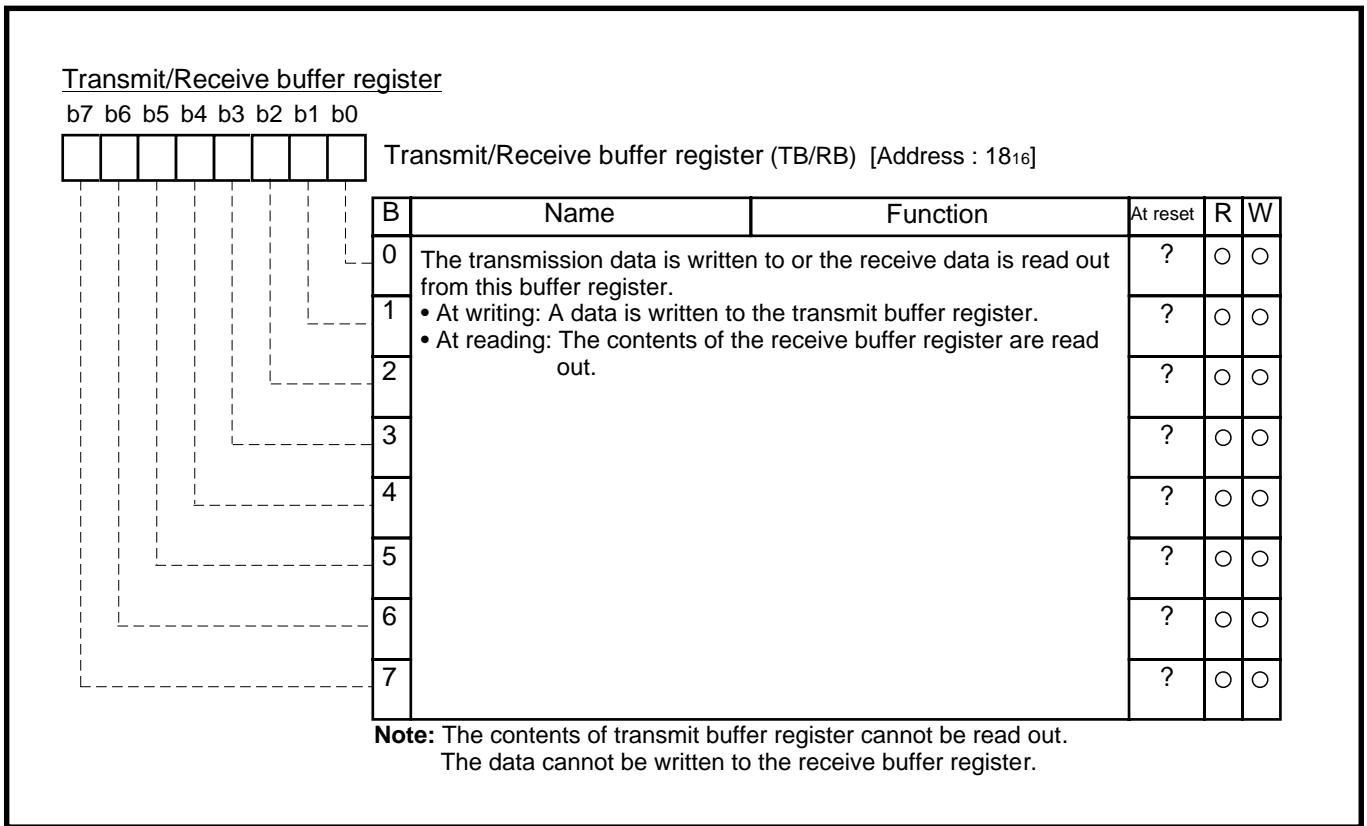 Transmit/Receive buffer register
b7 b6 b5 b4 b3 b2 b1 b0
Transmit/Receive buffer register (TB/RB) [Address : 18₁₆]
B Name Function At reset R W
0 ? ○ ○
The transmission data is written to or the receive data is read out
from this buffer register.
1 ? ○ ○
• At writing: A data is written to the transmit buffer register.
• At reading: The contents of the receive buffer register are read
out.
2 ? ○ ○
3 ? ○ ○
4 ? ○ ○
5 ? ○ ○
6 ? ○ ○
7 ? ○ ○
Note: The contents of transmit buffer register cannot be read out.
The data cannot be written to the receive buffer register.